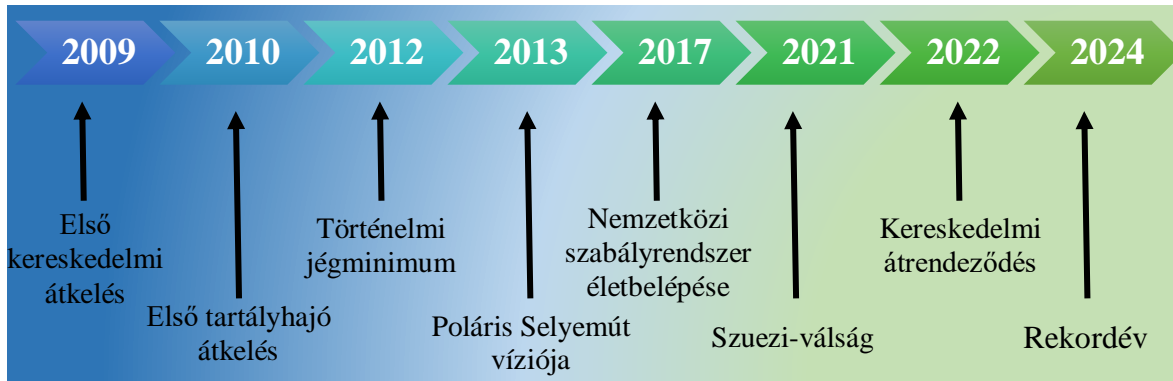 2009
2010
2012
2013
2017
2021
2022
2024
Első
kereskedelmi
átkelés
Első tartályhajó
átkelés
Történelmi
jégminimum
Poláris Selyemút
víziója
Nemzetközi
szabályrendszer
életbelépése
Szuezi-válság
Kereskedelmi
átrendeződés
Rekordév